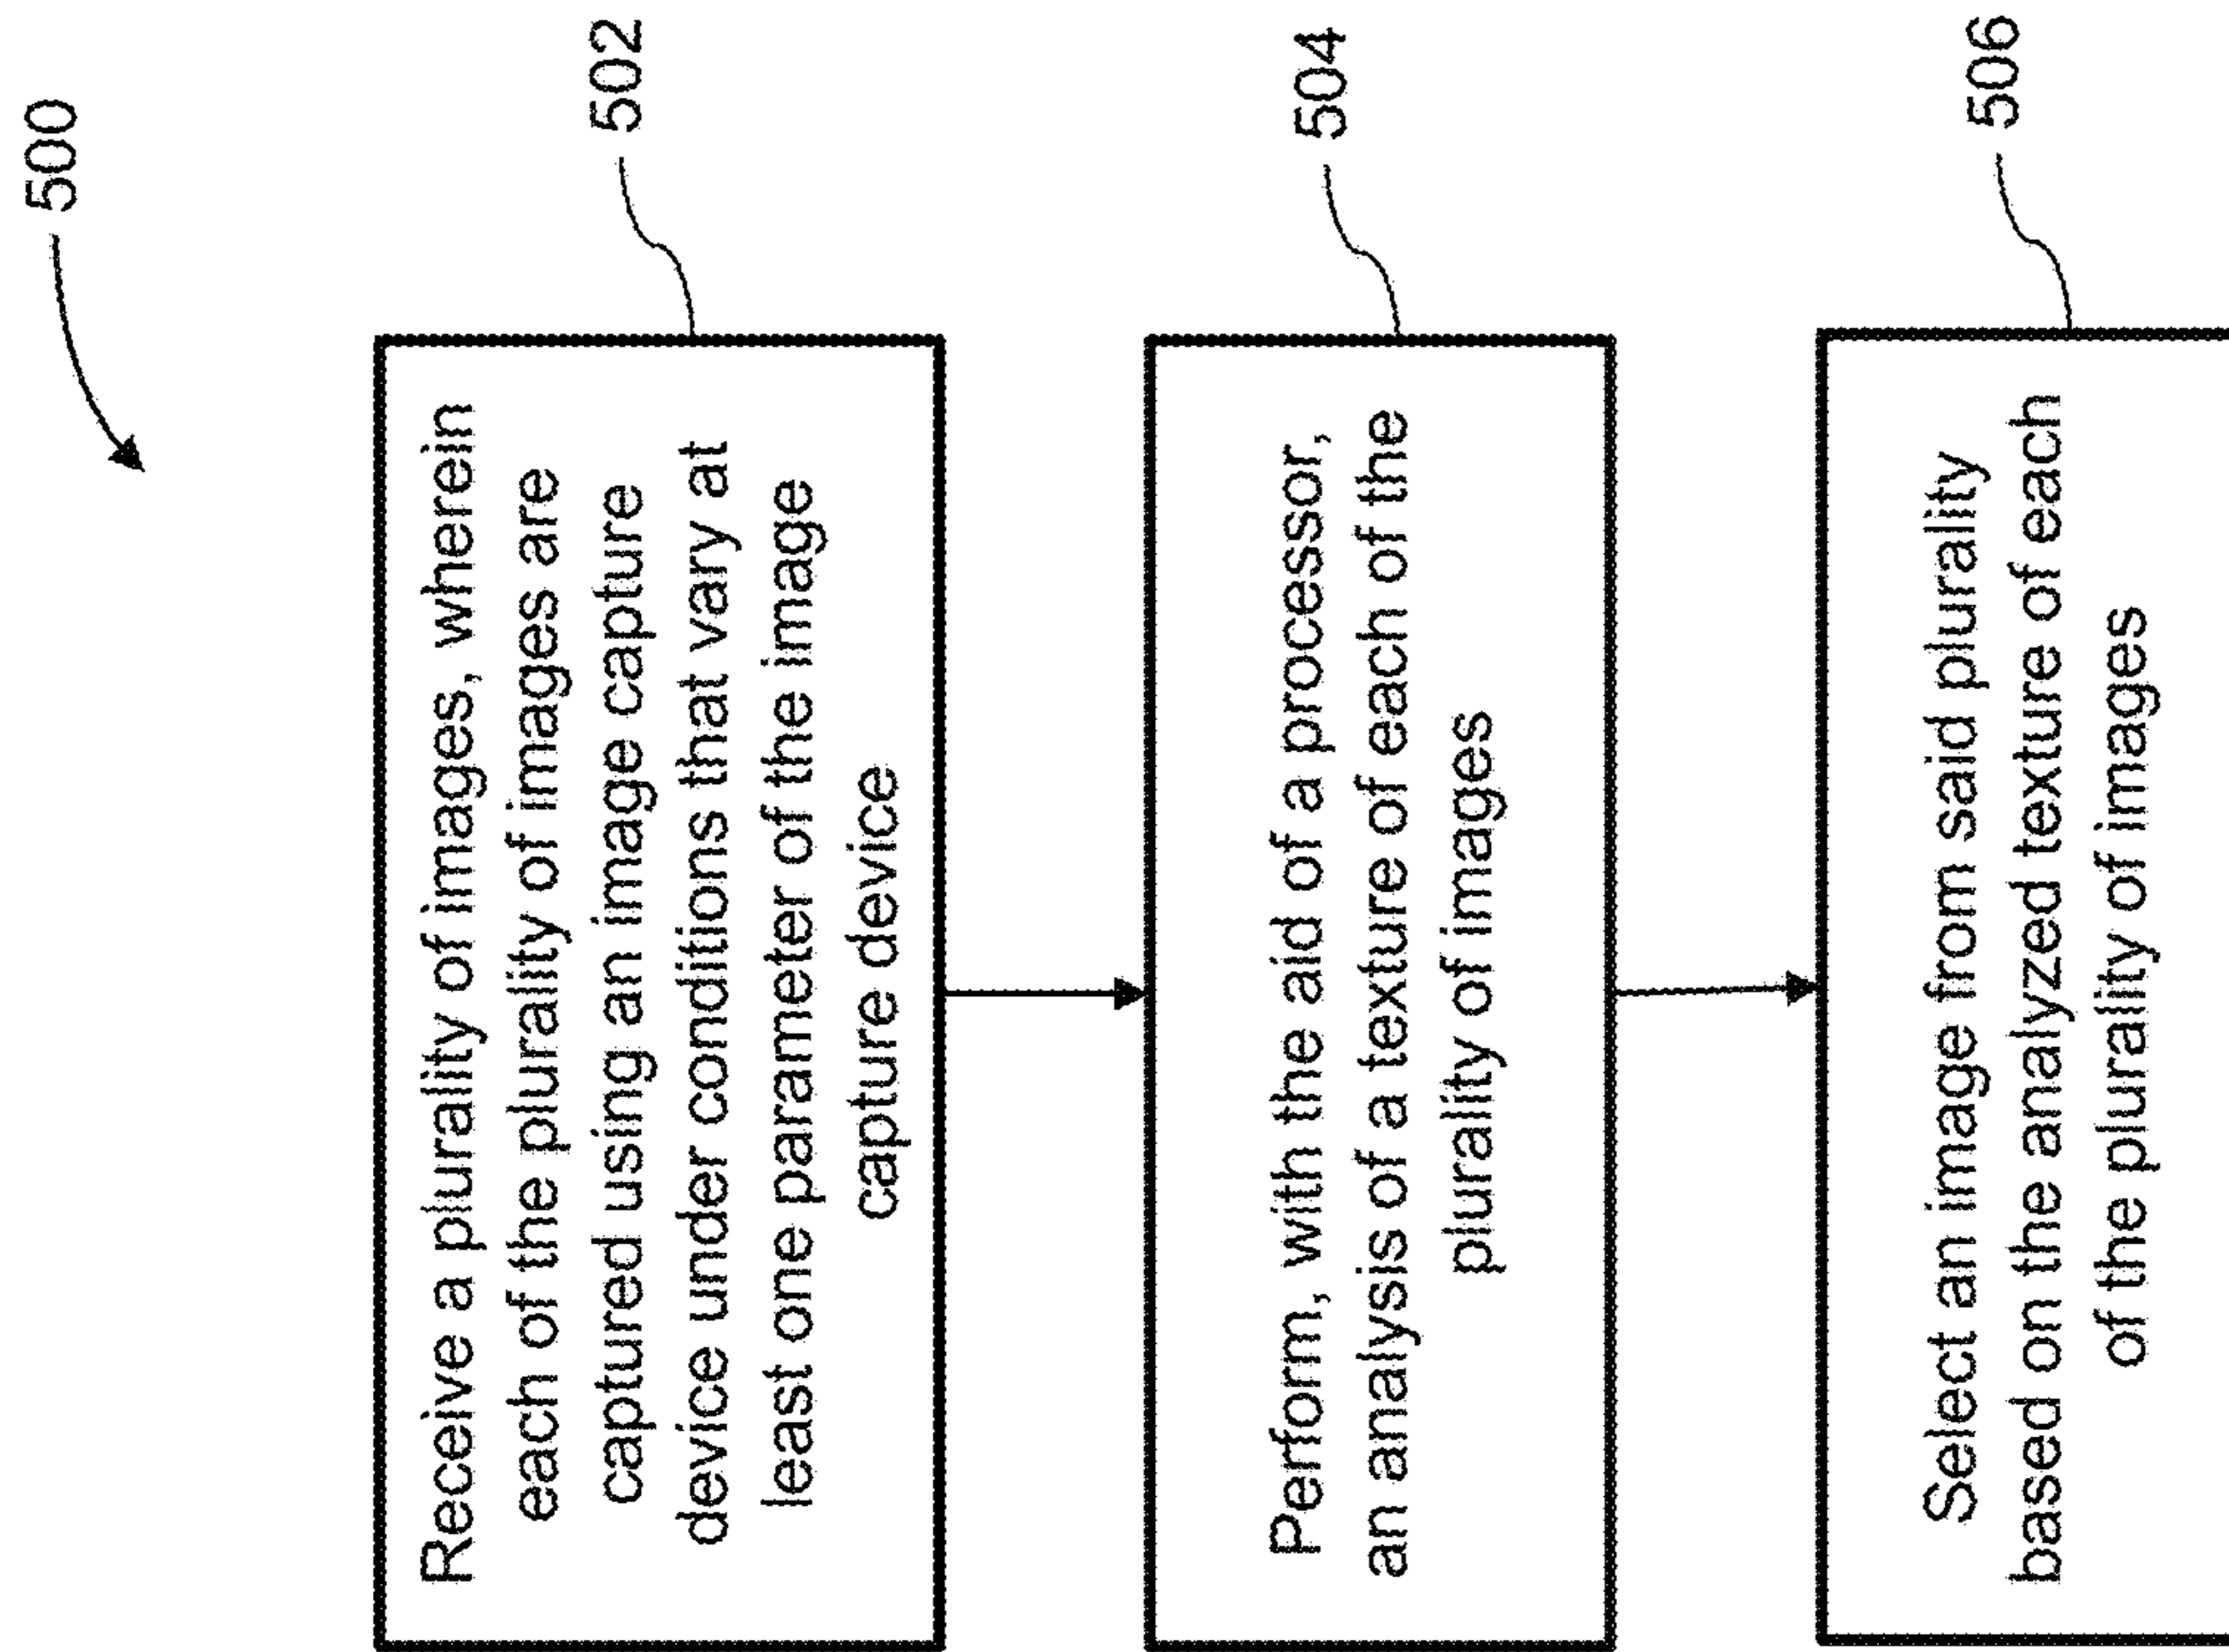 500
Receive a plurality of images, wherein
each of the plurality of images are
captured using an image capture
device under conditions that vary at
least one parameter of the image
capture device
502
Perform, with the aid of a processor,
an analysis of a texture of each of the
plurality of images
504
Select an image from said plurality
based on the analyzed texture of each
of the plurality of images
506